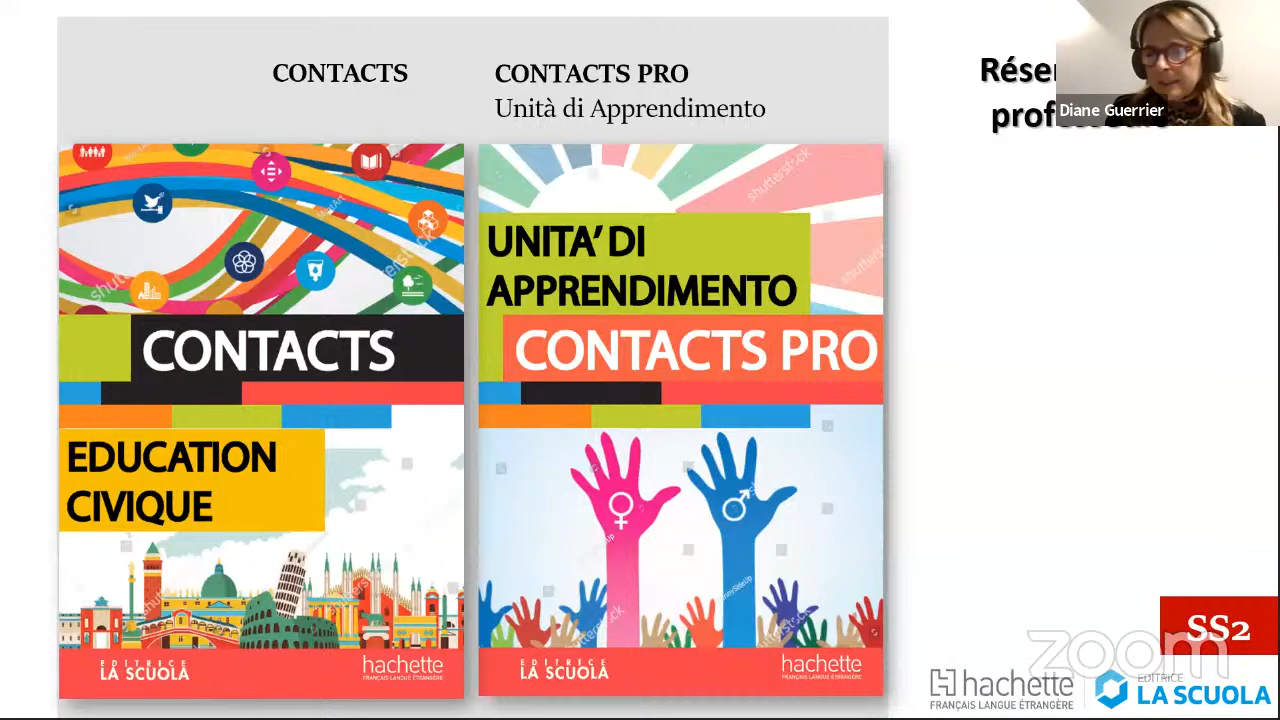 CONTACTS
CONTACTS PRO
Unità di Apprendimento
Diane Guerrier
CONTACTS
EDUCATION
CIVIQUE
EDITRICE
LA SCUOLA
hachette
FRANÇAIS LANGUE ÉTRANGÈRE
shutterstock
UNITA’ DI
APPRENDIMENTO
CONTACTS PRO
EDITRICE
LA SCUOLA
hachette
FRANÇAIS LANGUE ÉTRANGÈRE
SS2
zoom
hachette
FRANÇAIS LANGUE ÉTRANGÈRE
EDITRICE
LA SCUOLA